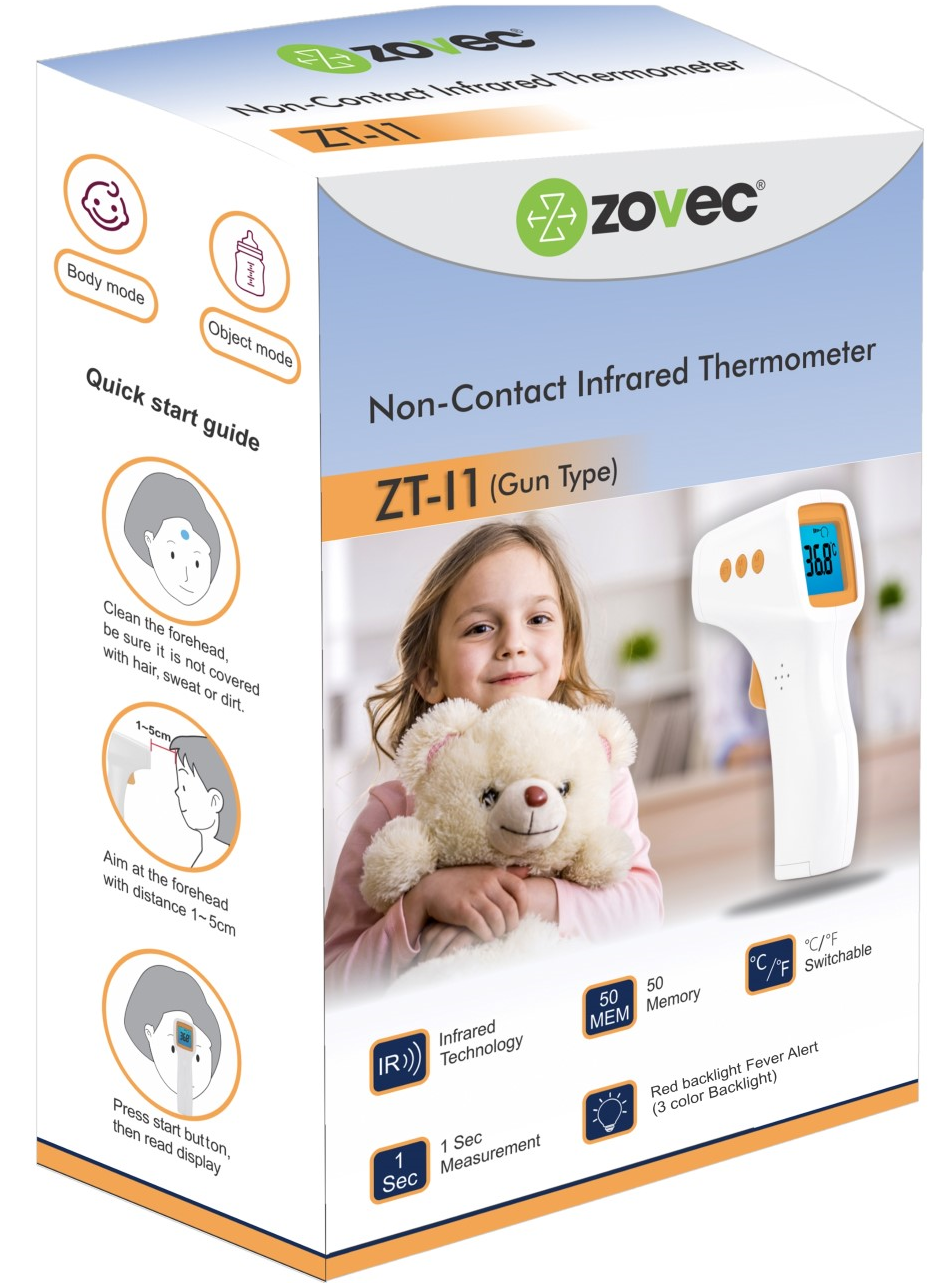 zovec®
Non-Contact Infrared Thermometer
ZT-I1
Body mode
Object mode
Quick start guide
Clean the forehead,
be sure it is not covered
with hair, sweat or dirt.
1~5cm
Aim at the forehead
with distance 1~5cm
36.8
Press start button,
then read display
zovec®
Non-Contact Infrared Thermometer
ZT-I1 (Gun Type)
36.8°C
IR
Infrared
Technology
50
MEM
50
Memory
°C/°F
°C/°F
Switchable
1
Sec
1 Sec
Measurement
Red backlight Fever Alert
(3 color Backlight)